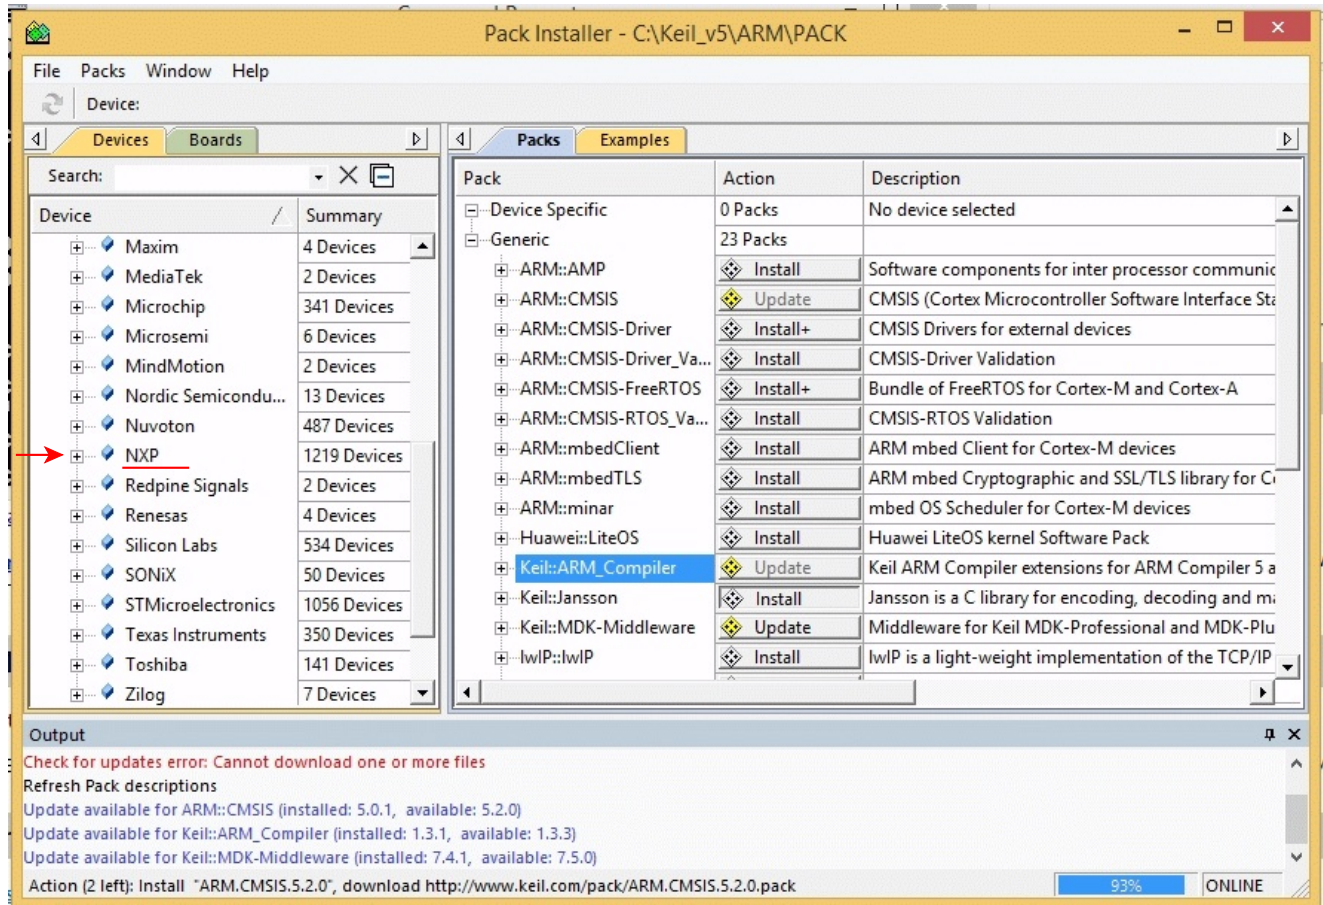 Pack Installer - C:\Keil_v5\ARM\PACK
File Packs Window Help
Device:
Devices Boards
Search:
Device Summary
Maxim 4 Devices
MediaTek 2 Devices
Microchip 341 Devices
Microsemi 6 Devices
MindMotion 2 Devices
Nordic Semicondu... 13 Devices
Nuvoton 487 Devices
NXP 1219 Devices
Redpine Signals 2 Devices
Renesas 4 Devices
Silicon Labs 534 Devices
SONiX 50 Devices
STMicroelectronics 1056 Devices
Texas Instruments 350 Devices
Toshiba 141 Devices
Zilog 7 Devices
Packs Examples
Pack Action Description
Device Specific 0 Packs No device selected
Generic 23 Packs
ARM::AMP Install Software components for inter processor communic
ARM::CMSIS Update CMSIS (Cortex Microcontroller Software Interface Sta
ARM::CMSIS-Driver Install+ CMSIS Drivers for external devices
ARM::CMSIS-Driver_Va... Install CMSIS-Driver Validation
ARM::CMSIS-FreeRTOS Install+ Bundle of FreeRTOS for Cortex-M and Cortex-A
ARM::CMSIS-RTOS_Va... Install CMSIS-RTOS Validation
ARM::mbedClient Install ARM mbed Client for Cortex-M devices
ARM::mbedTLS Install ARM mbed Cryptographic and SSL/TLS library for C
ARM::minar Install mbed OS Scheduler for Cortex-M devices
Huawei::LiteOS Install Huawei LiteOS kernel Software Pack
Keil::ARM_Compiler Update Keil ARM Compiler extensions for ARM Compiler 5 a
Keil::Jansson Install Jansson is a C library for encoding, decoding and ma
Keil::MDK-Middleware Update Middleware for Keil MDK-Professional and MDK-Plu
lwIP::lwIP Install lwIP is a light-weight implementation of the TCP/IP
Output
Check for updates error: Cannot download one or more files
Refresh Pack descriptions
Update available for ARM::CMSIS (installed: 5.0.1, available: 5.2.0)
Update available for Keil::ARM_Compiler (installed: 1.3.1, available: 1.3.3)
Update available for Keil::MDK-Middleware (installed: 7.4.1, available: 7.5.0)
Action (2 left): Install "ARM.CMSIS.5.2.0", download http://www.keil.com/pack/ARM.CMSIS.5.2.0.pack 93% ONLINE